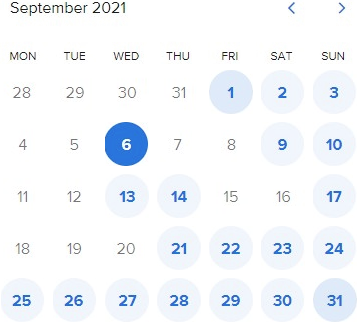 September 2021
MON TUE WED THU FRI SAT SUN
28 29 30 31 1 2 3
4 5 6 7 8 9 10
11 12 13 14 15 16 17
18 19 20 21 22 23 24
25 26 27 28 29 30 31